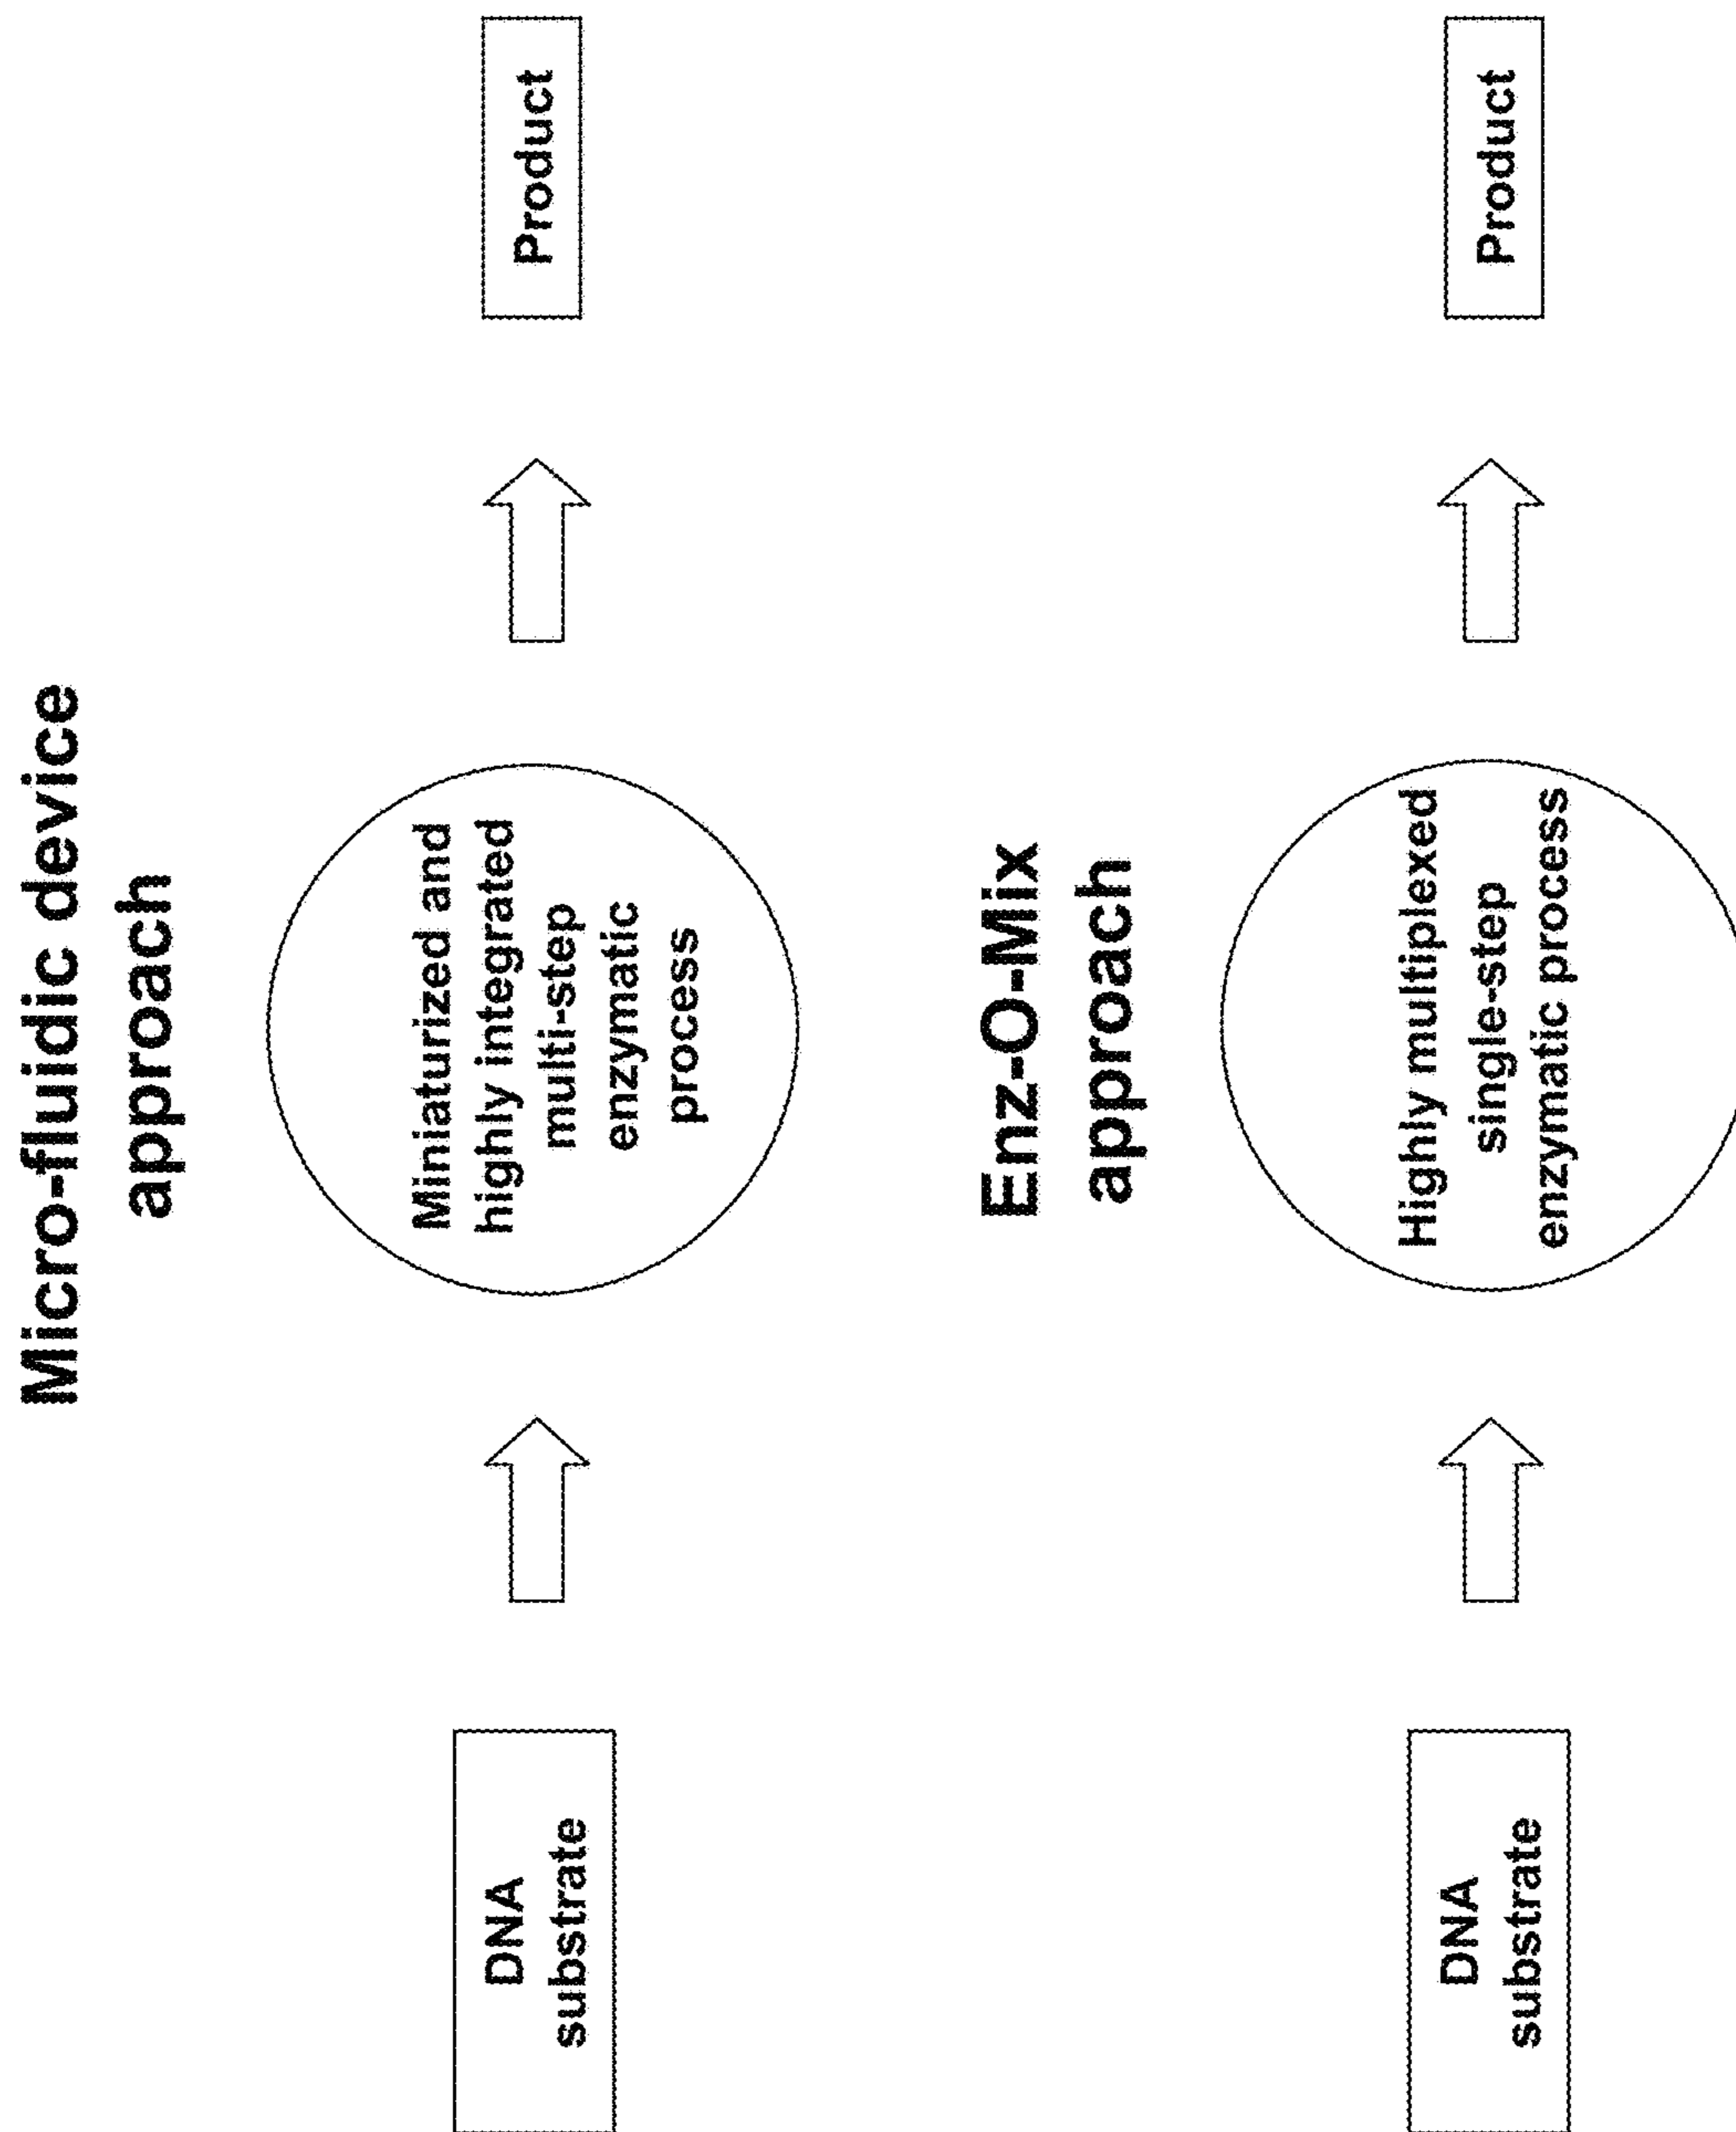 Micro-fluidic device
approach
DNA
substrate
Miniaturized and
highly integrated
multi-step
enzymatic
process
Product
Enz-O-Mix
approach
DNA
substrate
Highly multiplexed
single-step
enzymatic process
Product